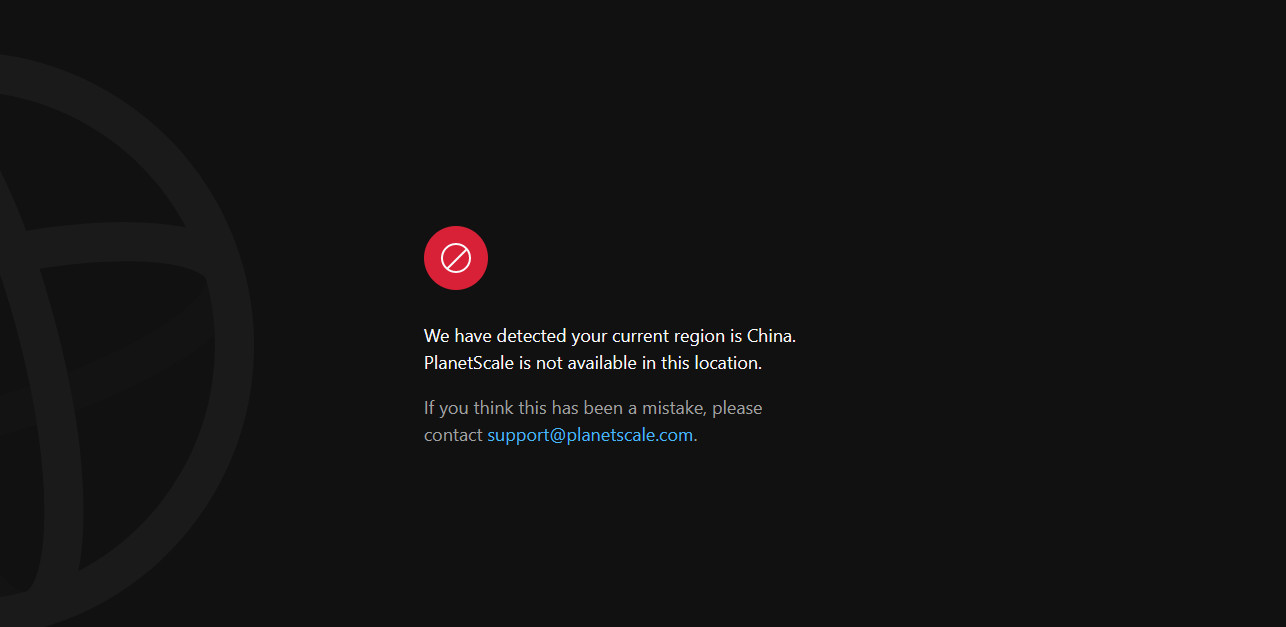 We have detected your current region is China.
PlanetScale is not available in this location.
If you think this has been a mistake, please
contact support@planetscale.com.